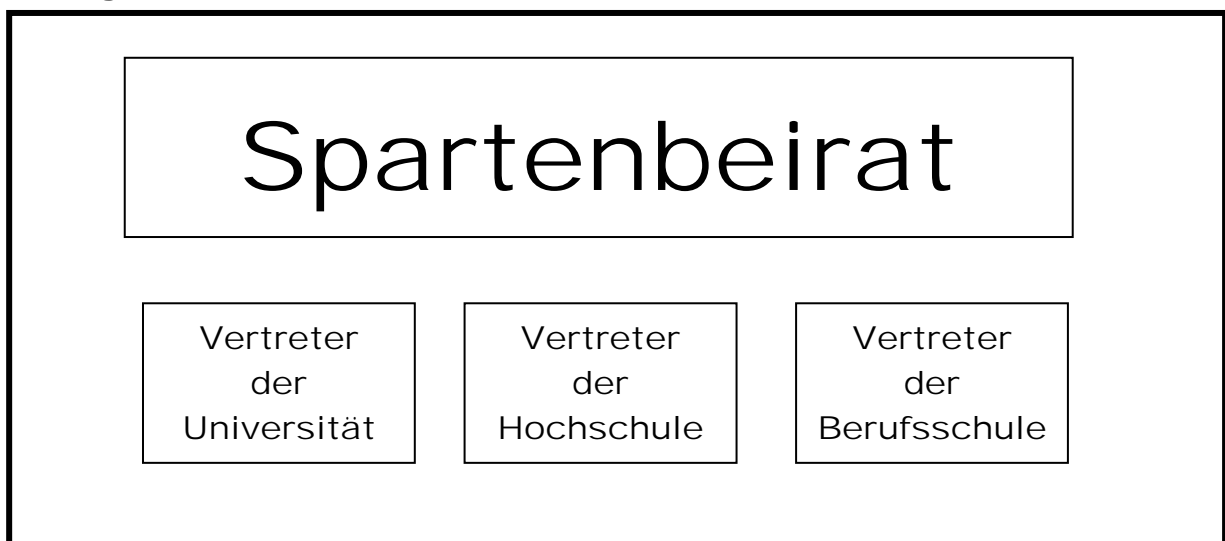 Spartenbeirat
Vertreter
der
Universität
Vertreter
der
Hochschule
Vertreter
der
Berufsschule